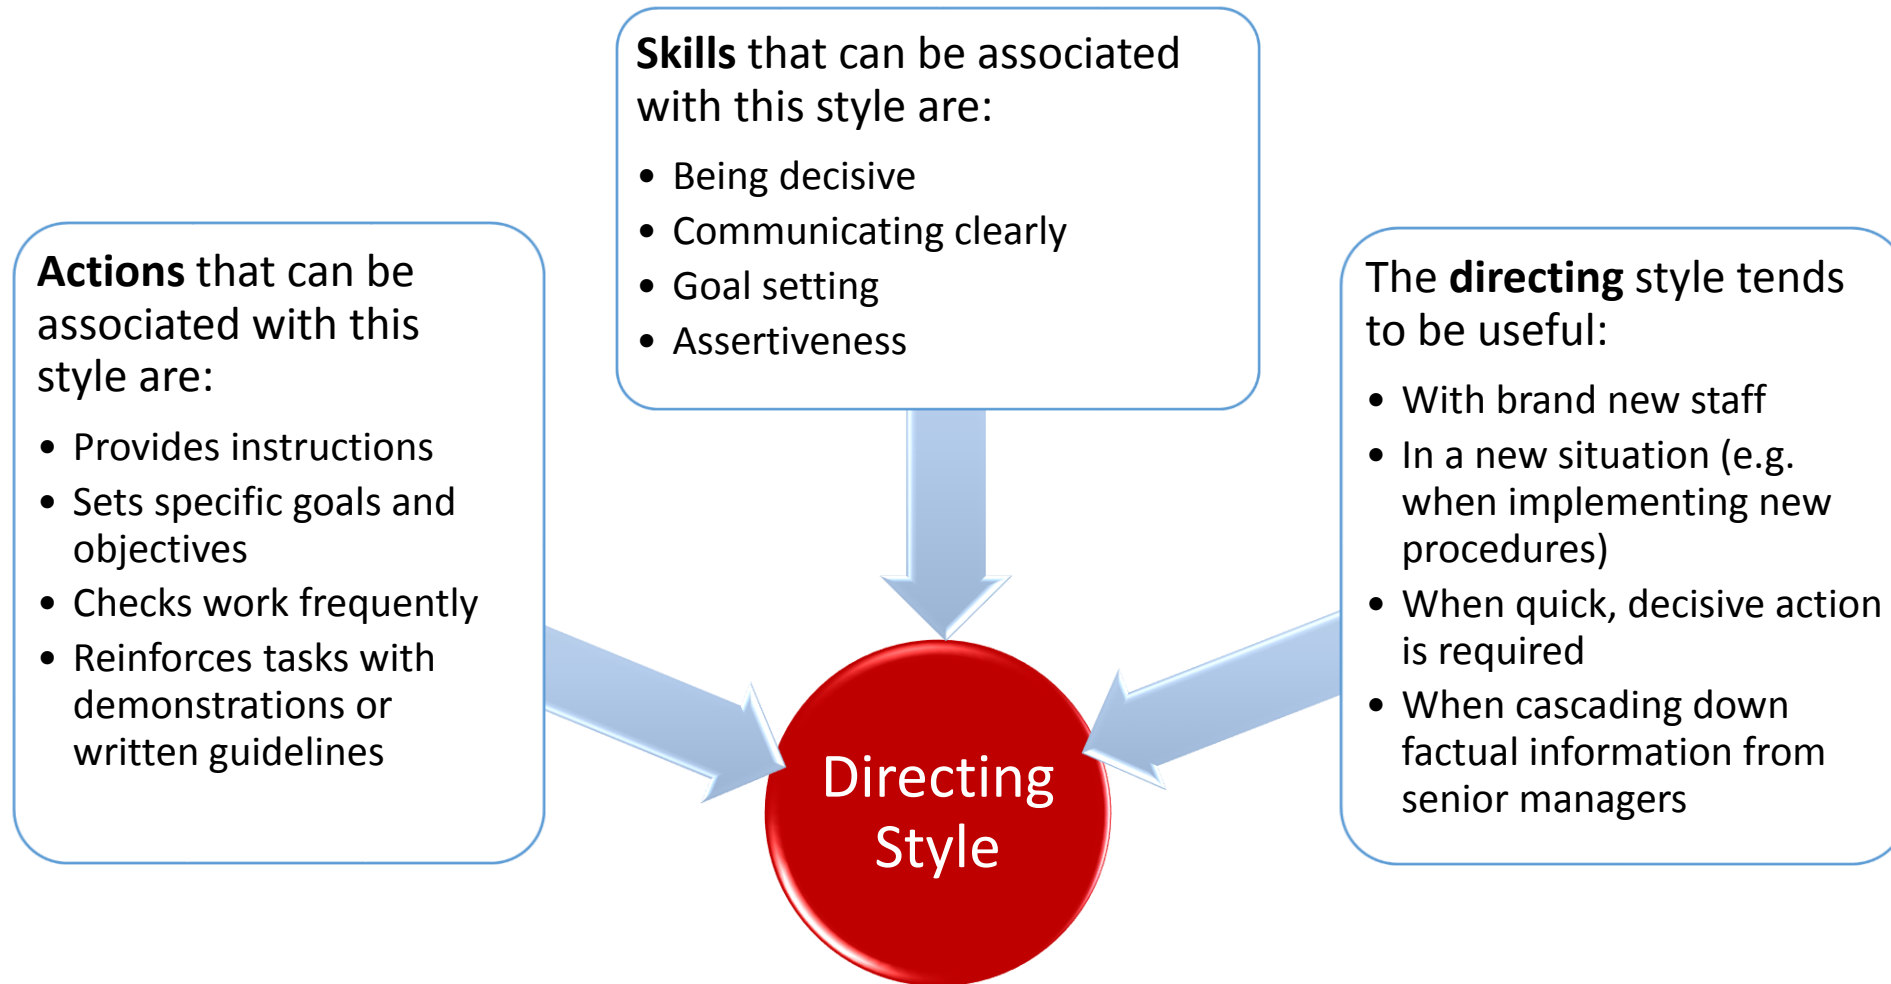 Skills that can be associated
with this style are:
• Being decisive
• Communicating clearly
• Goal setting
• Assertiveness
Actions that can be
associated with this
style are:
• Provides instructions
• Sets specific goals and
objectives
• Checks work frequently
• Reinforces tasks with
demonstrations or
written guidelines
The directing style tends
to be useful:
• With brand new staff
• In a new situation (e.g.
when implementing new
procedures)
• When quick, decisive action
is required
• When cascading down
factual information from
senior managers
Directing
Style